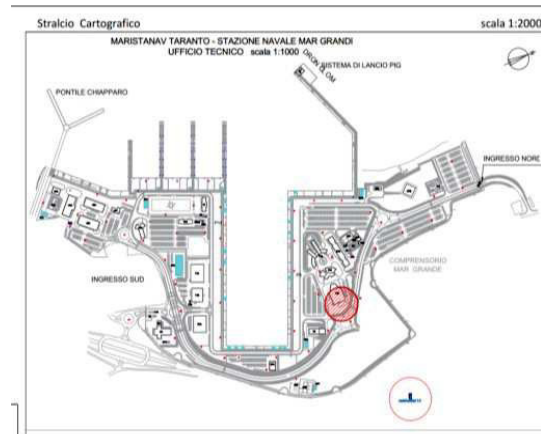 Stralcio Cartografico
scala 1:2000
MARISTANAV TARANTO - STAZIONE NAVALE MAR GRANDE
UFFICIO TECNICO scala 1:1000
SISTEMA DI LANCIO PIG
PONTILE CHIAPPARO
INGRESSO NORD
COMPRENSORIO
MAR GRANDE
INGRESSO SUD